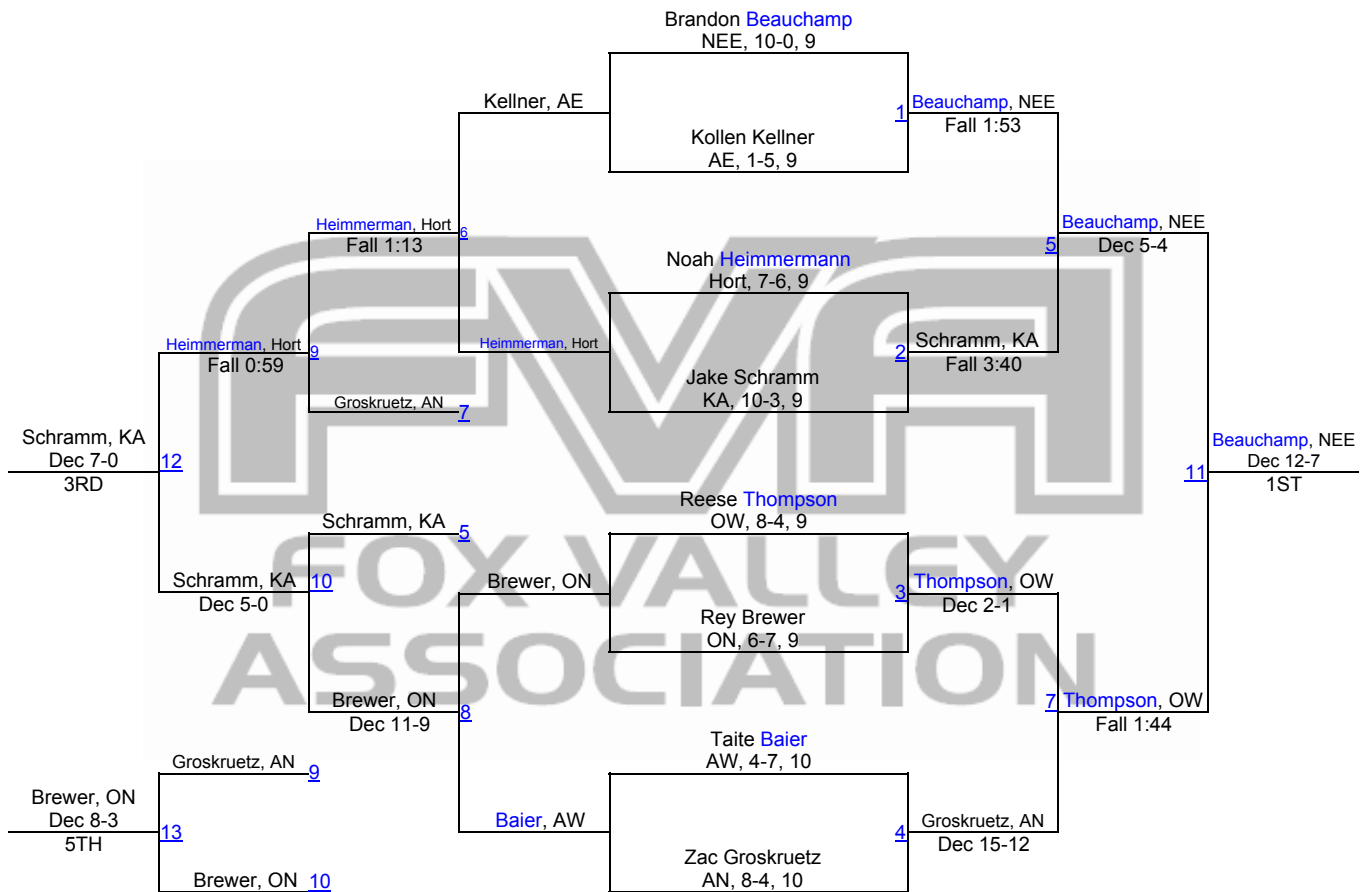 Brandon Beauchamp
NEE, 10-0, 9
Kellner, AE
1
Beauchamp, NEE
Fall 1:53
Kollen Kellner
AE, 1-5, 9
Heimmerman, Hort
Fall 1:13
6
Beauchamp, NEE
Dec 5-4
5
Noah Heimmermann
Hort, 7-6, 9
Heimmerman, Hort
Fall 0:59
9
Heimmerman, Hort
2
Schramm, KA
Fall 3:40
Jake Schramm
KA, 10-3, 9
Groskruetz, AN
7
Schramm, KA
Dec 7-0
3RD
12
Beauchamp, NEE
Dec 12-7
1ST
11
FVA
FOX VALLEY
ASSOCIATION
Reese Thompson
OW, 8-4, 9
Schramm, KA
5
Schramm, KA
Dec 5-0
10
Brewer, ON
3
Thompson, OW
Dec 2-1
Rey Brewer
ON, 6-7, 9
Brewer, ON
Dec 11-9
8
7
Thompson, OW
Fall 1:44
Taite Baier
AW, 4-7, 10
Groskruetz, AN
9
Brewer, ON
Dec 8-3
5TH
13
Baier, AW
4
Groskruetz, AN
Dec 15-12
Zac Groskruetz
AN, 8-4, 10
Brewer, ON
10